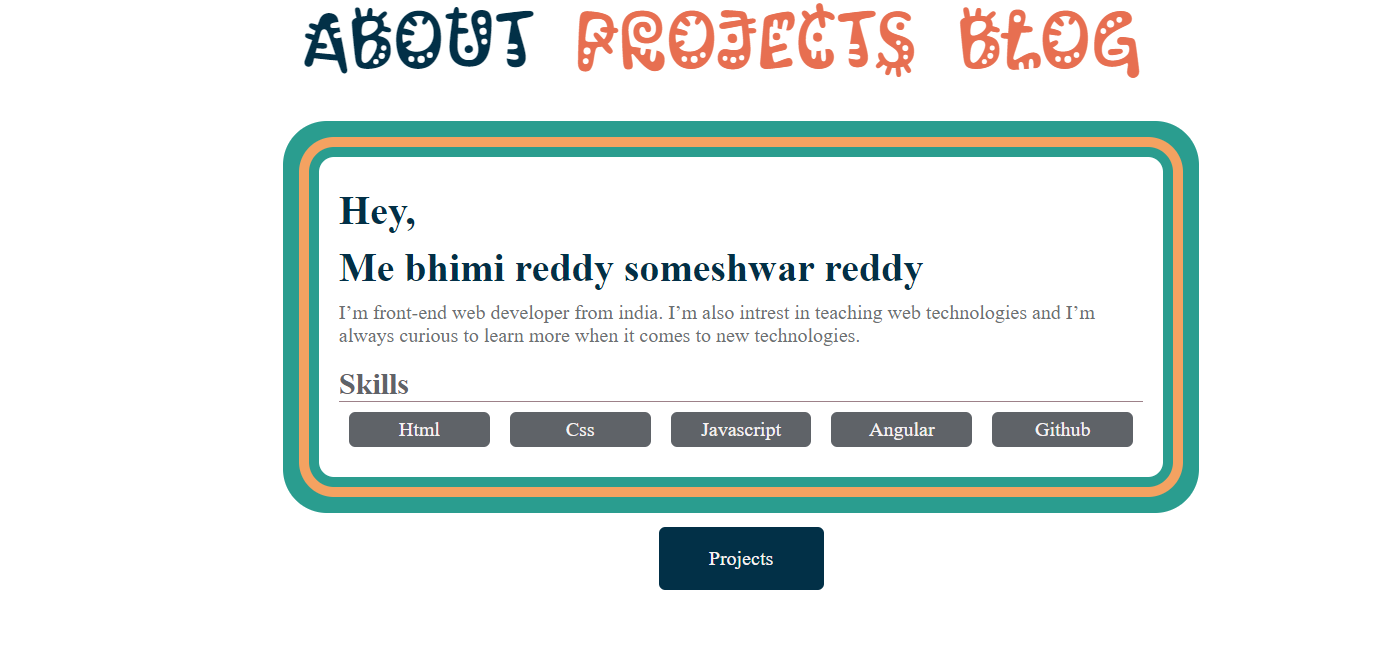 ABOUT PROJECTS BLOG
Hey,
Me bhimi reddy someshwar reddy
I’m front-end web developer from india. I’m also intrest in teaching web technologies and I’m
always curious to learn more when it comes to new technologies.
Skills
Html Css Javascript Angular Github
Projects